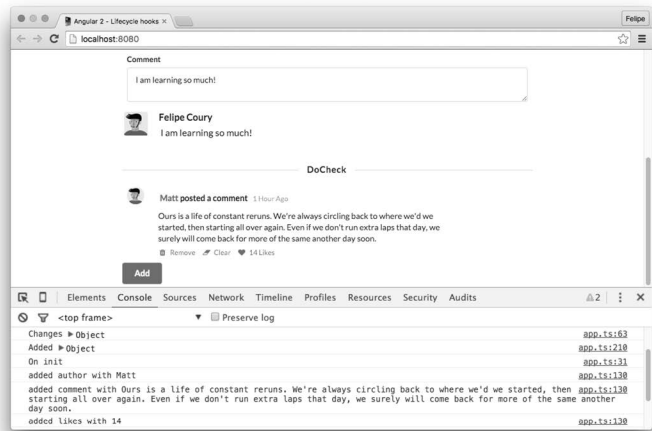 Angular 2 – Lifecycle hooks ×
Felipe
localhost:8080
Comment
I am learning so much!
Felipe Coury
I am learning so much!
DoCheck
Matt posted a comment 1 Hour Ago
Ours is a life of constant reruns. We're always circling back to where we'd we
started, then starting all over again. Even if we don't run extra laps that day, we
surely will come back for more of the same another day soon.
Remove Clear 14 Likes
Add
Elements Console Sources Network Timeline Profiles Resources Security Audits 2
<top frame> Preserve log
Changes ▶ Object app.ts:63
Added ▶ Object app.ts:210
On init app.ts:31
added author with Matt app.ts:130
added comment with Ours is a life of constant reruns. We're always circling back to where we'd we started, then app.ts:130
starting all over again. Even if we don't run extra laps that day, we surely will come back for more of the same another
day soon.
added likes with 14 app.ts:130